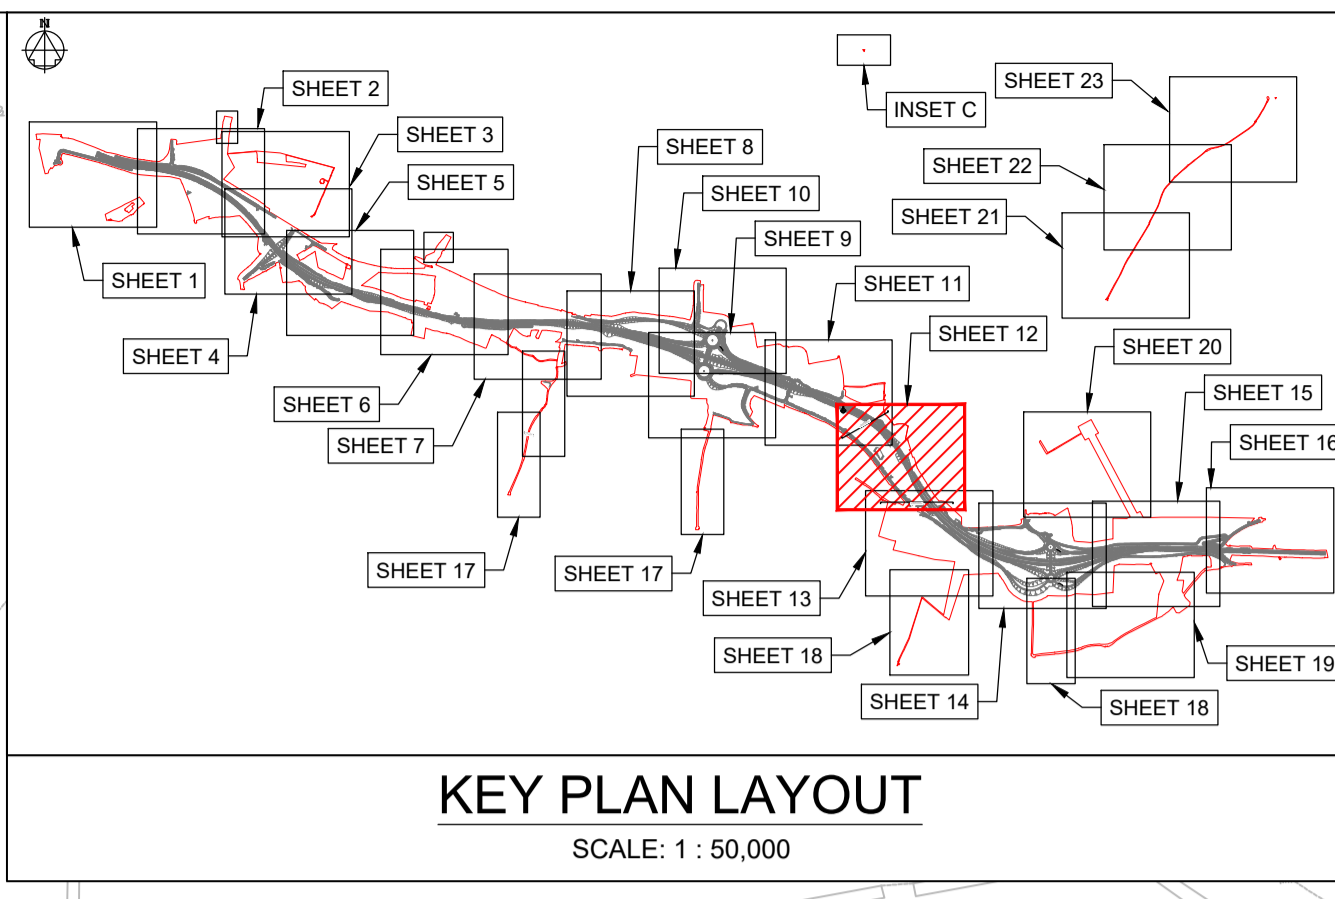 N
SHEET 2
SHEET 23
INSET C
SHEET 3
SHEET 8
SHEET 22
SHEET 5
SHEET 10
SHEET 21
SHEET 9
SHEET 1
SHEET 11
SHEET 12
SHEET 4
SHEET 20
SHEET 15
SHEET 6
SHEET 7
SHEET 16
SHEET 17
SHEET 17
SHEET 13
SHEET 18
SHEET 19
SHEET 14
SHEET 18
KEY PLAN LAYOUT
SCALE: 1 : 50,000